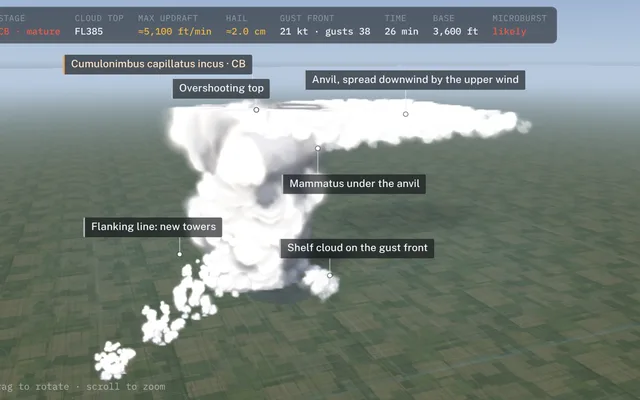 STAGE CLOUD TOP MAX UPDRAFT HAIL GUST FRONT TIME BASE MICROBURST
CB · mature FL385 ≈5,100 ft/min ≈2.0 cm 21 kt · gusts 38 26 min 3,600 ft likely
Cumulonimbus capillatus incus · CB
Anvil, spread downwind by the upper wind
Overshooting top
Mammatus under the anvil
Flanking line: new towers
Shelf cloud on the gust front
rag to rotate · scroll to zoom